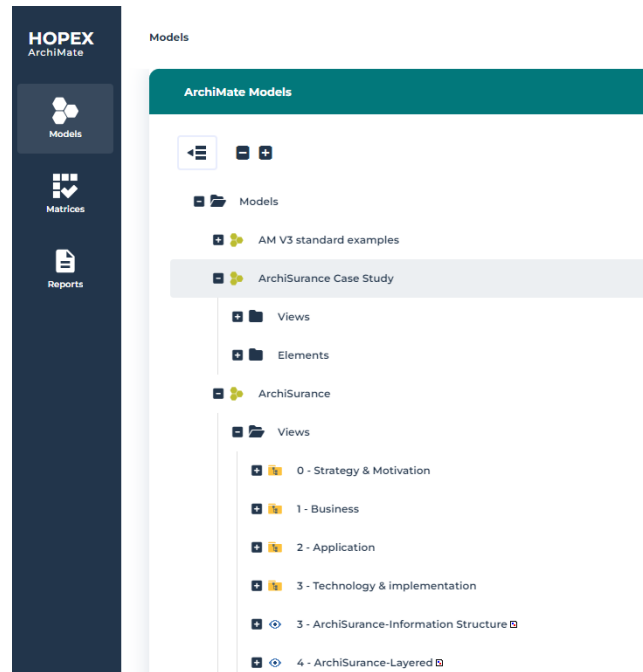 HOPEX
ArchiMate
Models
Matrices
Reports
Models
ArchiMate Models
Models
AM V3 standard examples
ArchiSurance Case Study
Views
Elements
ArchiSurance
Views
0 - Strategy & Motivation
1 - Business
2 - Application
3 - Technology & implementation
3 - ArchiSurance-Information Structure
4 - ArchiSurance-Layered